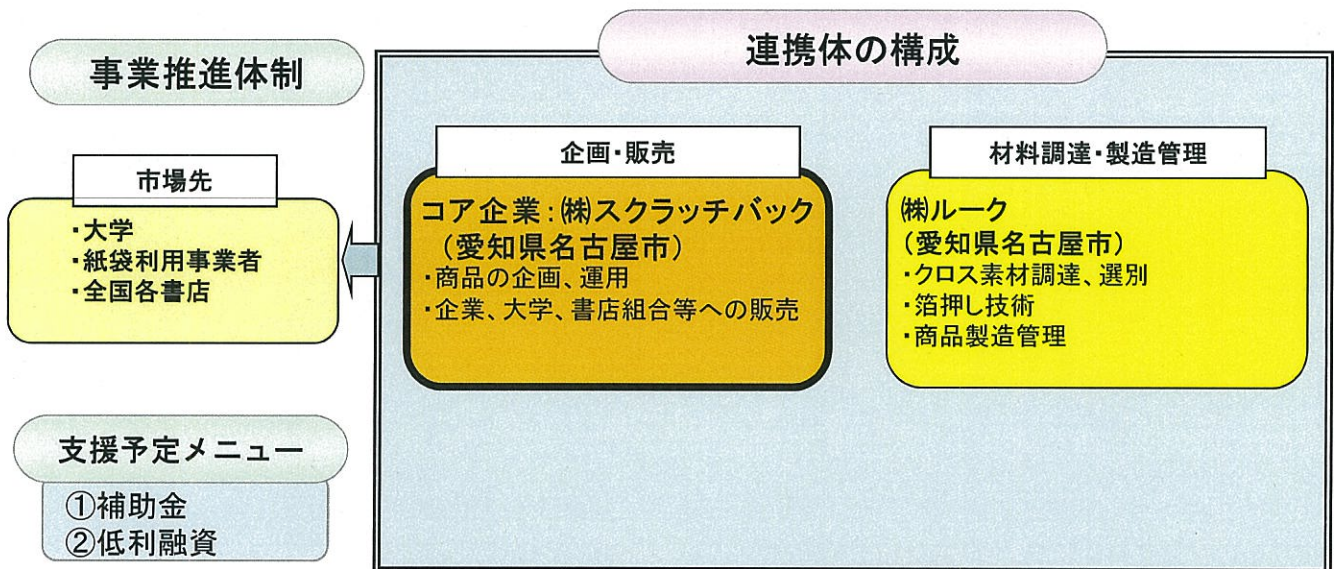 事業推進体制
連携体の構成
市場先
・大学
・紙袋利用事業者
・全国各書店
企画・販売
コア企業:㈱スクラッチバック
(愛知県名古屋市)
・商品の企画、運用
・企業、大学、書店組合等への販売
材料調達・製造管理
㈱ルーク
(愛知県名古屋市)
・クロス素材調達、選別
・箔押し技術
・商品製造管理
支援予定メニュー
①補助金
②低利融資